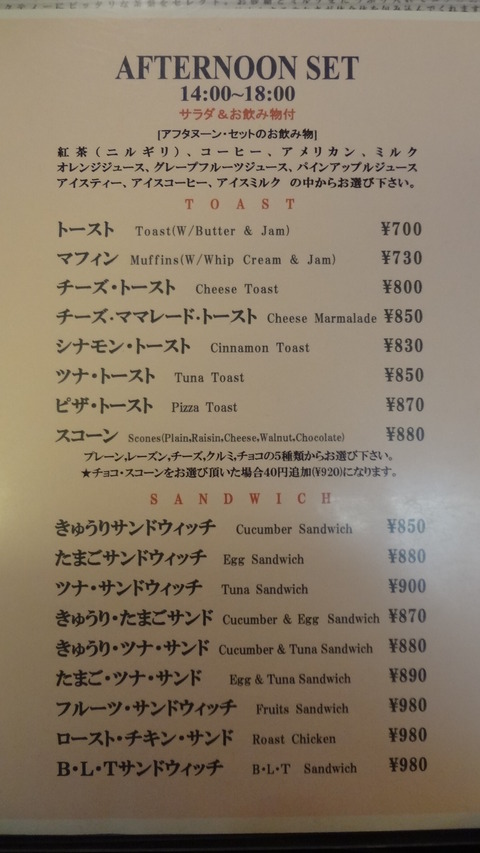 AFTERNOON SET
14:00~18:00
サラダ＆お飲み物付
[アフタヌーン・セットのお飲み物]
紅茶（ニルギリ）、コーヒー、アメリカン、ミルク
オレンジジュース、グレープフルーツジュース、パインアップルジュース
アイスティー、アイスコーヒー、アイスミルク の中からお選び下さい。
TOAST
トースト Toast(W/Butter & Jam) ¥700
マフィン Muffins(W/Whip Cream & Jam) ¥730
チーズ・トースト Cheese Toast ¥800
チーズ・ママレード・トースト Cheese Marmalade ¥850
シナモン・トースト Cinnamon Toast ¥830
ツナ・トースト Tuna Toast ¥850
ピザ・トースト Pizza Toast ¥870
スコーン Scones(Plain,Raisin,Cheese,Walnut,Chocolate) ¥880
プレーン,レーズン,チーズ,クルミ,チョコの5種類からお選び下さい。
★チョコ・スコーンをお選び頂いた場合40円追加(¥920)になります。
SANDWICH
きゅうりサンドウィッチ Cucumber Sandwich ¥850
たまごサンドウィッチ Egg Sandwich ¥880
ツナ・サンドウィッチ Tuna Sandwich ¥900
きゅうり・たまごサンド Cucumber & Egg Sandwich ¥870
きゅうり・ツナ・サンド Cucumber & Tuna Sandwich ¥880
たまご・ツナ・サンド Egg & Tuna Sandwich ¥890
フルーツ・サンドウィッチ Fruits Sandwich ¥980
ロースト・チキン・サンド Roast Chicken ¥980
B・L・Tサンドウィッチ B・L・T Sandwich ¥980